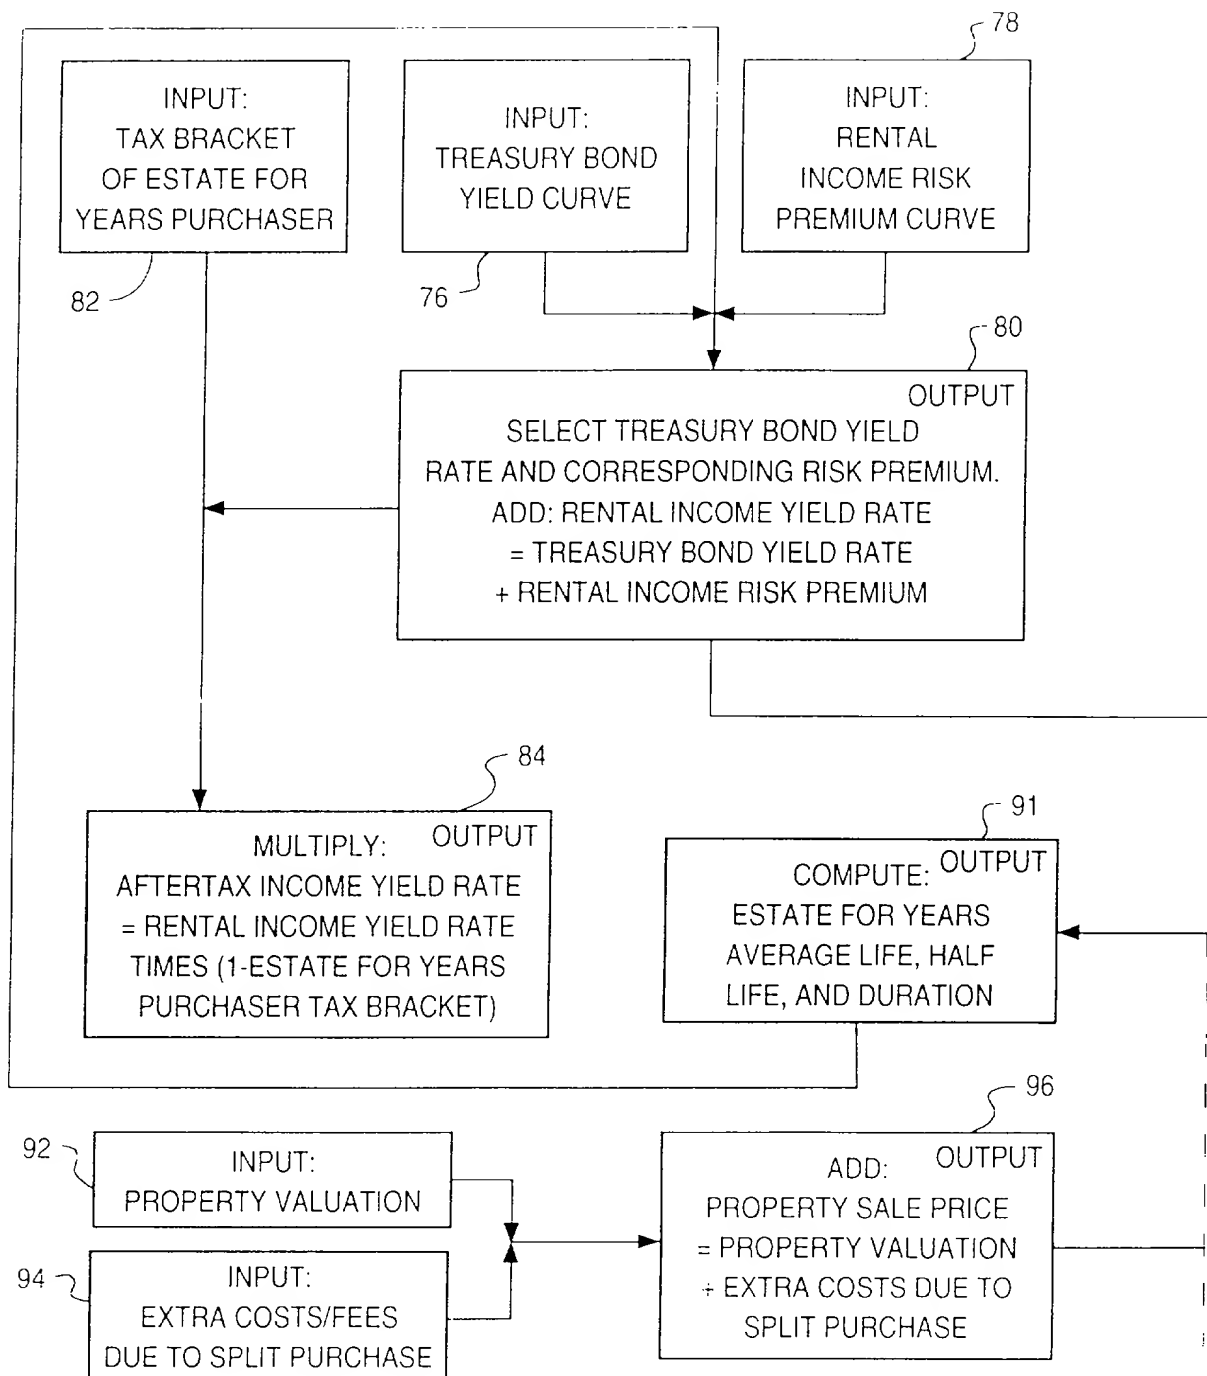 78
INPUT:
TAX BRACKET
OF ESTATE FOR
YEARS PURCHASER
INPUT:
TREASURY BOND
YIELD CURVE
INPUT:
RENTAL
INCOME RISK
PREMIUM CURVE
82
76
80
OUTPUT
SELECT TREASURY BOND YIELD
RATE AND CORRESPONDING RISK PREMIUM.
ADD: RENTAL INCOME YIELD RATE
= TREASURY BOND YIELD RATE
+ RENTAL INCOME RISK PREMIUM
84
OUTPUT
MULTIPLY:
AFTERTAX INCOME YIELD RATE
= RENTAL INCOME YIELD RATE
TIMES (1-ESTATE FOR YEARS
PURCHASER TAX BRACKET)
91
OUTPUT
COMPUTE:
ESTATE FOR YEARS
AVERAGE LIFE, HALF
LIFE, AND DURATION
92
INPUT:
PROPERTY VALUATION
94
INPUT:
EXTRA COSTS/FEES
DUE TO SPLIT PURCHASE
96
OUTPUT
ADD:
PROPERTY SALE PRICE
= PROPERTY VALUATION
+ EXTRA COSTS DUE TO
SPLIT PURCHASE